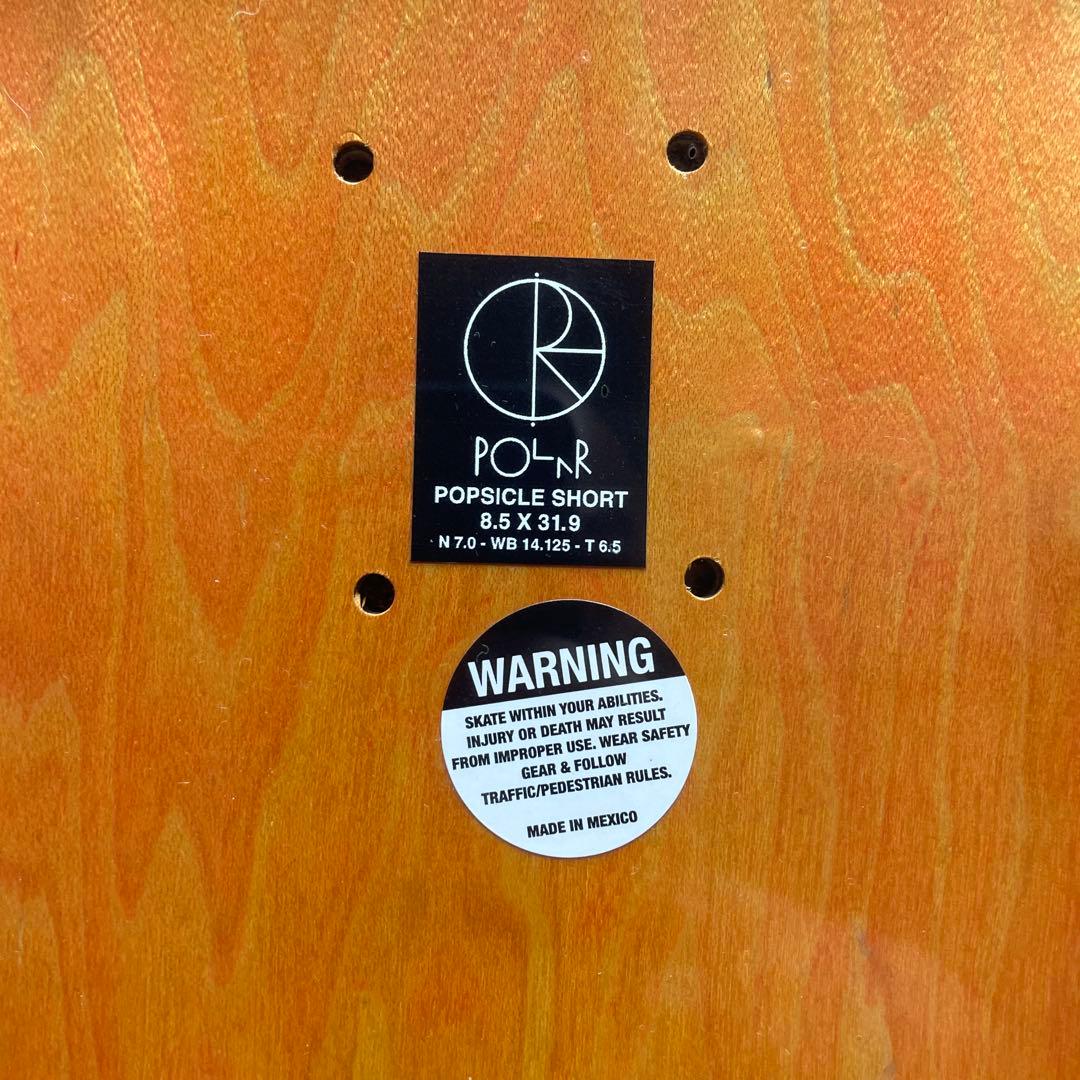 POLAR
POPSICLE SHORT
8.5 X 31.9
N 7.0 - WB 14.125 - T 6.5
WARNING
SKATE WITHIN YOUR ABILITIES.
INJURY OR DEATH MAY RESULT
FROM IMPROPER USE. WEAR SAFETY
GEAR & FOLLOW
TRAFFIC/PEDESTRIAN RULES.
MADE IN MEXICO